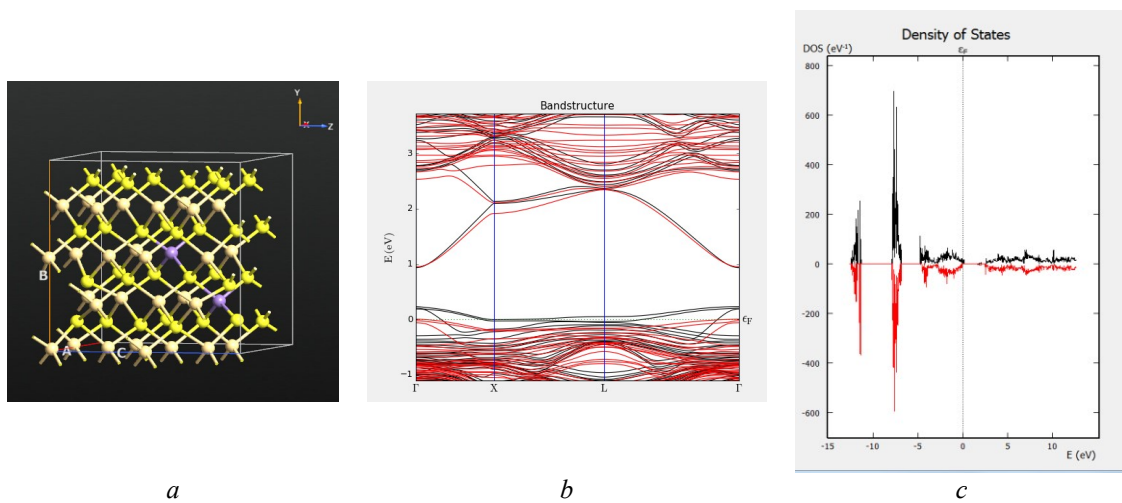 Y
Z
X
B
A
C
Bandstructure
E (eV)
3
2
1
0
−1
εF
Γ
X
L
Γ
Density of States
DOS (eV⁻¹)
εF
800
600
400
200
0
-200
-400
-600
-15
-10
-5
0
5
10
E (eV)
a
b
c